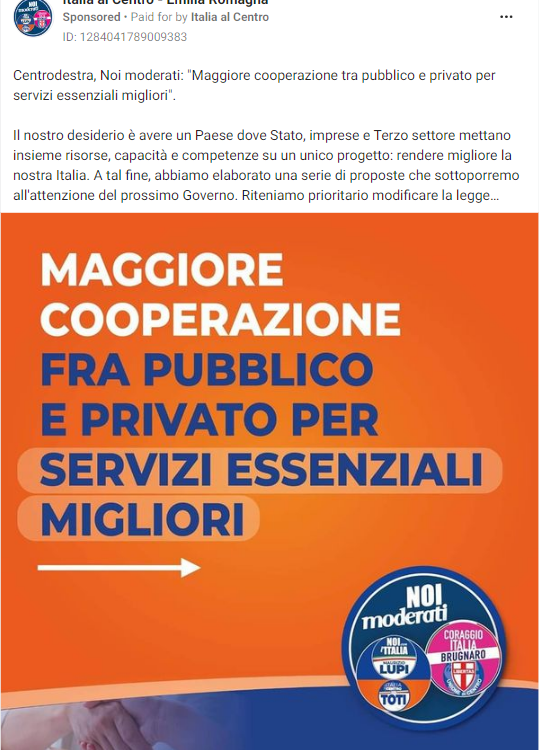 Italia al Centro - Emilia Romagna
Sponsored • Paid for by Italia al Centro
ID: 1284041789009383
Centrodestra, Noi moderati: "Maggiore cooperazione tra pubblico e privato per
servizi essenziali migliori".
Il nostro desiderio è avere un Paese dove Stato, imprese e Terzo settore mettano
insieme risorse, capacità e competenze su un unico progetto: rendere migliore la
nostra Italia. A tal fine, abbiamo elaborato una serie di proposte che sottoporremo
all'attenzione del prossimo Governo. Riteniamo prioritario modificare la legge...
MAGGIORE
COOPERAZIONE
FRA PUBBLICO
E PRIVATO PER
SERVIZI ESSENZIALI
MIGLIORI
NOI
moderati
NOI
L'ITALIA
MAURIZIO
LUPI
TOTI
CORAGGIO
ITALIA
BRUGNARO
LIBERTAS